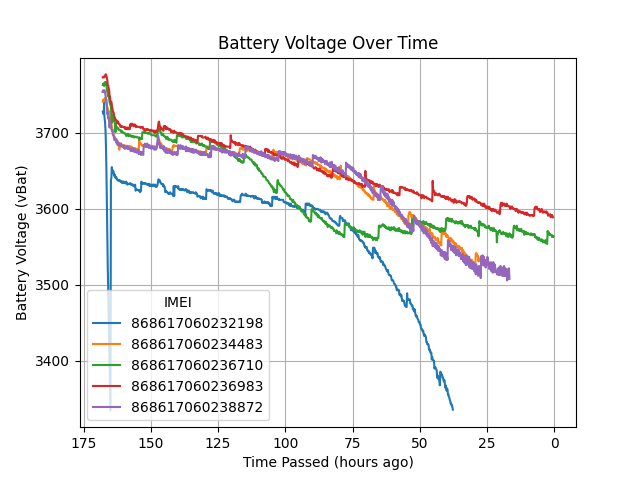 Battery Voltage Over Time
Battery Voltage (vBat)
3700
3600
3500
3400
IMEI
868617060232198
868617060234483
868617060236710
868617060236983
868617060238872
175 150 125 100 75 50 25 0
Time Passed (hours ago)